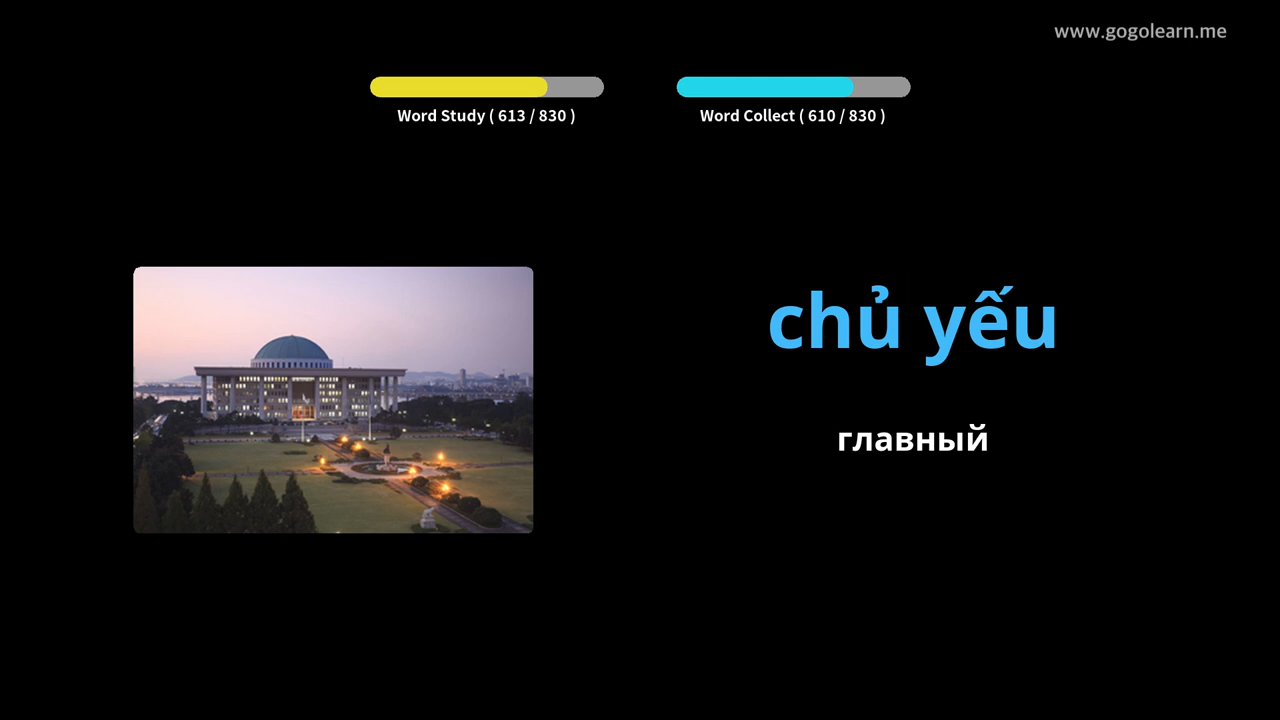 www.gogolearn.me
Word Study ( 613 / 830 )
Word Collect ( 610 / 830 )
chủ yếu
главный